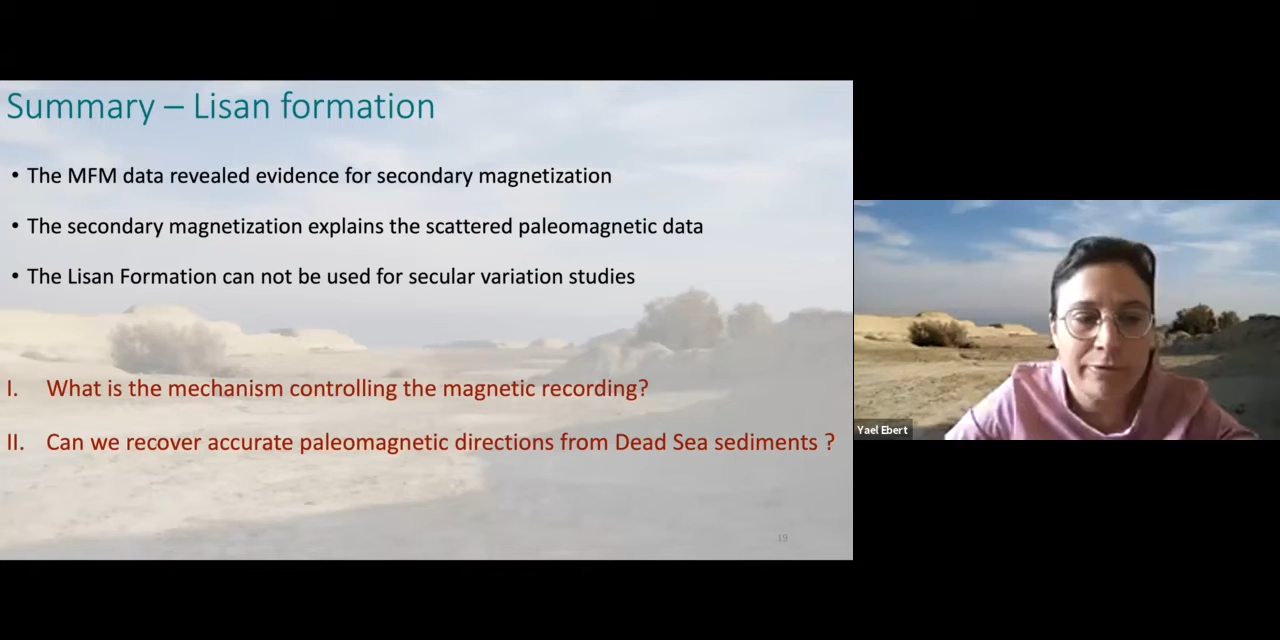 Summary – Lisan formation
• The MFM data revealed evidence for secondary magnetization
• The secondary magnetization explains the scattered paleomagnetic data
• The Lisan Formation can not be used for secular variation studies
I. What is the mechanism controlling the magnetic recording?
II. Can we recover accurate paleomagnetic directions from Dead Sea sediments ?
19
Yael Ebert